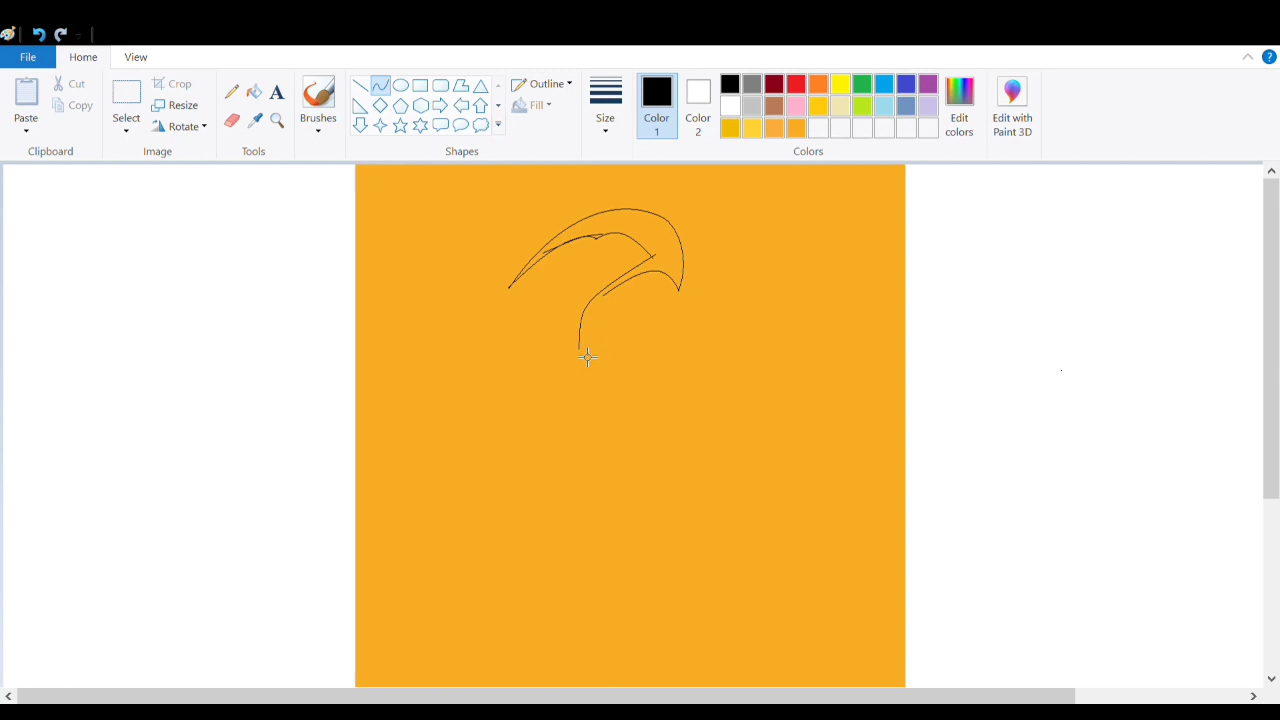 File Home View
Cut
Copy
Paste
Clipboard
Select
Crop
Resize
Rotate
Image
A
Tools
Brushes
Shapes
Outline
Fill
Size
Color
1
Color
2
Edit
colors
Colors
Edit with
Paint 3D
?